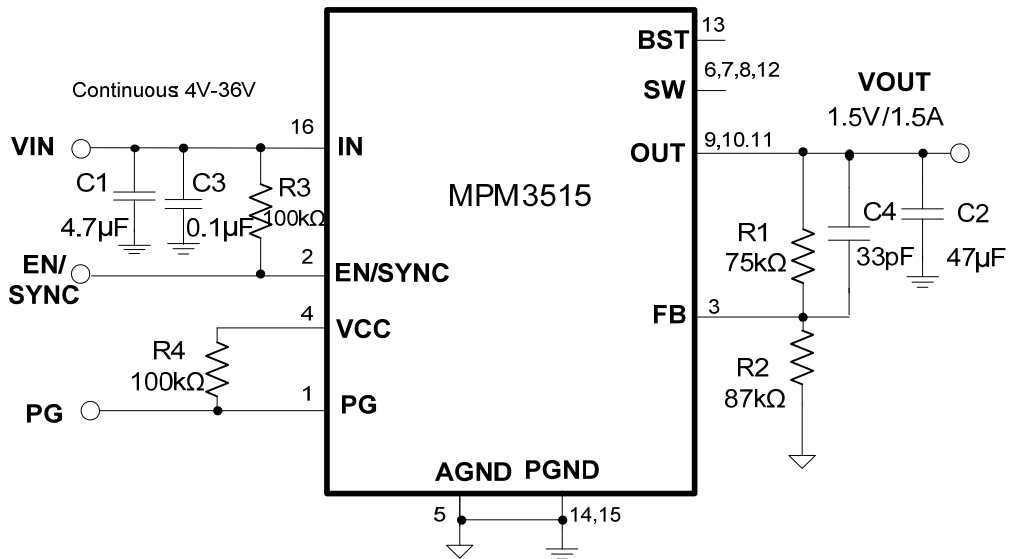 BST
13
SW
6,7,8,12
Continuous: 4V-36V
VOUT
1.5V/1.5A
VIN
16
IN
OUT
9,10.11
MPM3515
C1
4.7µF
C3
0.1µF
R3
100kΩ
R1
75kΩ
C4
33pF
C2
47µF
EN/
SYNC
2
EN/SYNC
4
VCC
FB
3
R4
100kΩ
R2
87kΩ
PG
1
PG
AGND
PGND
5
14,15